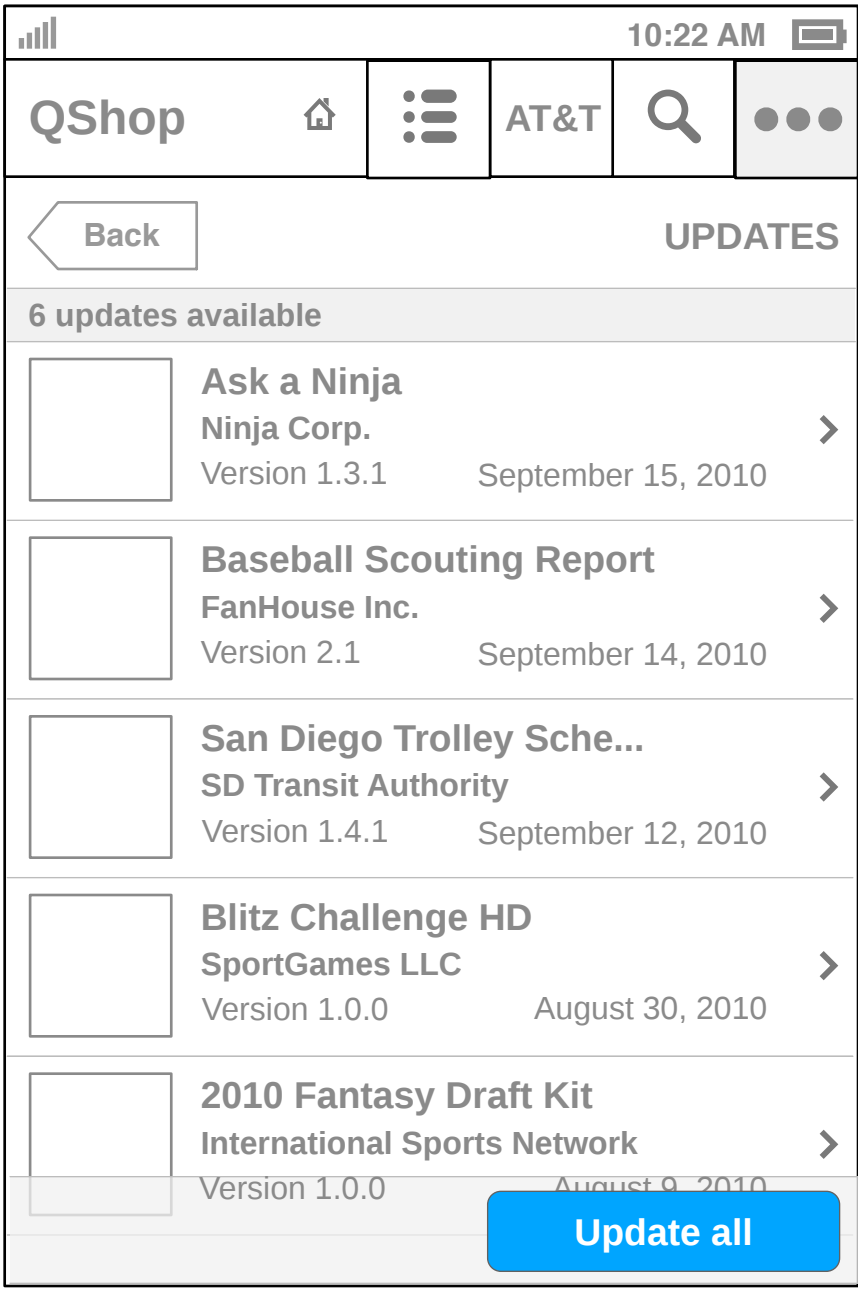 10:22 AM
QShop
AT&T
Back
UPDATES
6 updates available
Ask a Ninja
Ninja Corp.
Version 1.3.1 September 15, 2010
Baseball Scouting Report
FanHouse Inc.
Version 2.1 September 14, 2010
San Diego Trolley Sche...
SD Transit Authority
Version 1.4.1 September 12, 2010
Blitz Challenge HD
SportGames LLC
Version 1.0.0 August 30, 2010
2010 Fantasy Draft Kit
International Sports Network
Version 1.0.0 August 9, 2010
Update all